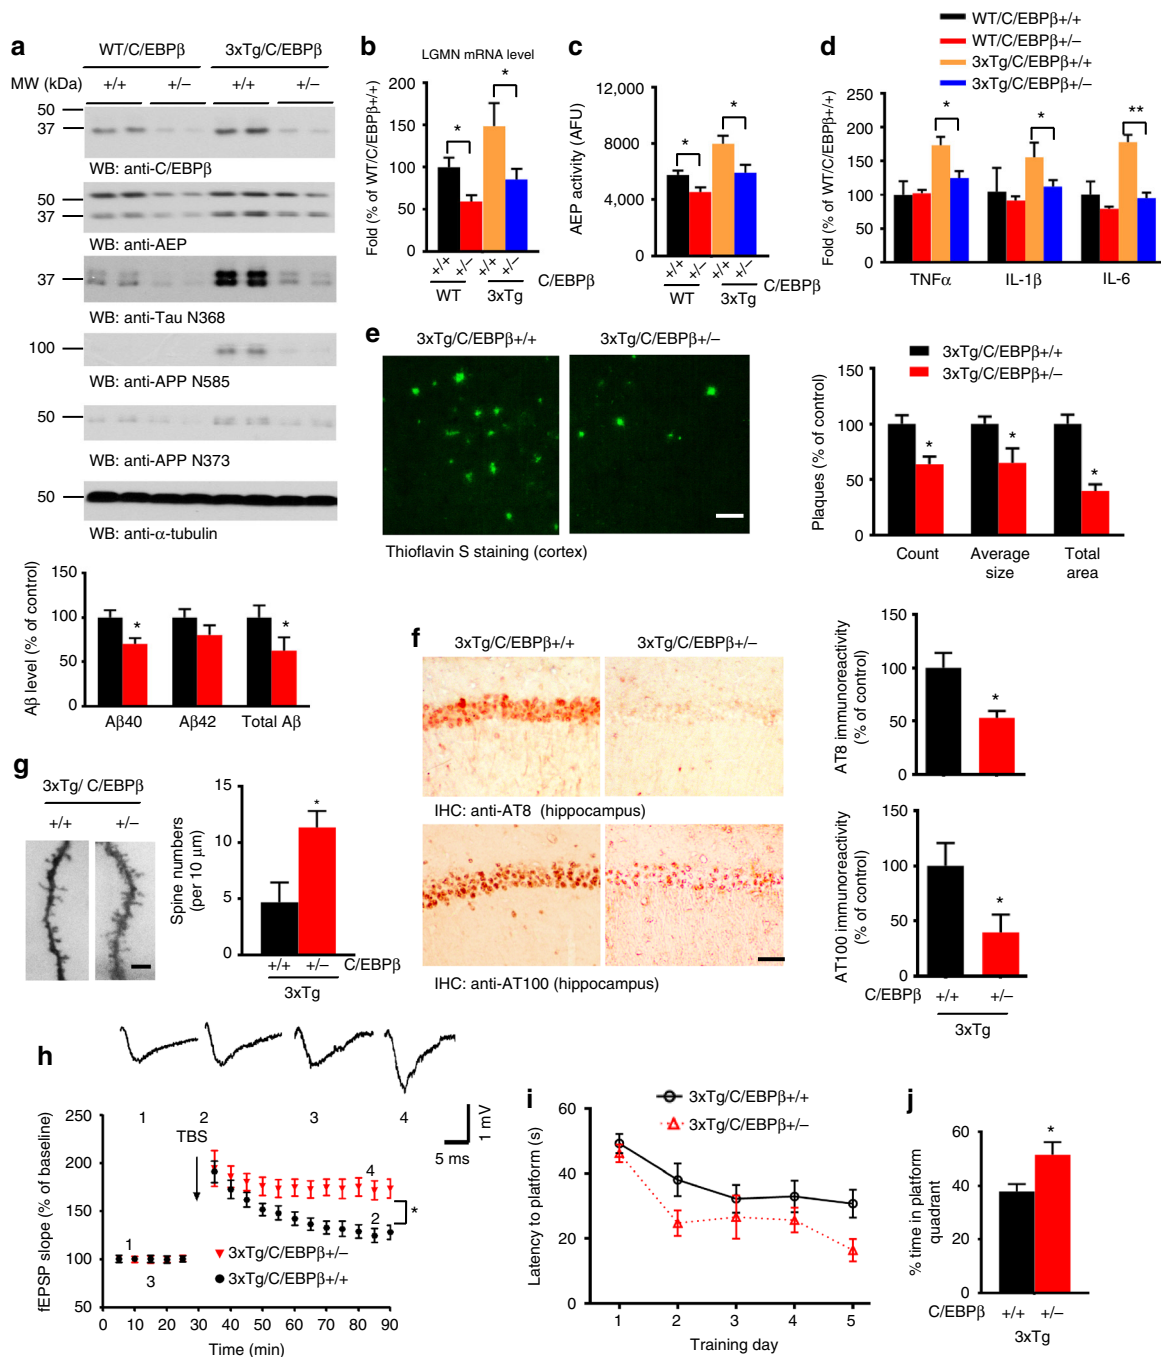 a
WT/C/EBPβ 3xTg/C/EBPβ
MW (kDa) +/+ +/− +/+ +/−
50
37
WB: anti-C/EBPβ
50
37
WB: anti-AEP
37
WB: anti-Tau N368
100
WB: anti-APP N585
50
WB: anti-APP N373
50
WB: anti-α-tubulin
Aβ level (% of control)
150
100
50
0
* *
Aβ40 Aβ42 Total Aβ
b
LGMN mRNA level
Fold (% of WT/C/EBPβ+/+)
200
150
100
50
0
* *
+/+ +/− +/+ +/− C/EBPβ
WT 3xTg
c
AEP activity (AFU)
12,000
8000
4,000
0
* *
+/+ +/− +/+ +/− C/EBPβ
WT 3xTg
WT/C/EBPβ+/+
WT/C/EBPβ+/−
3xTg/C/EBPβ+/+
3xTg/C/EBPβ+/−
d
Fold (% of WT/C/EBPβ+/+)
250
200
150
100
50
0
* * **
TNFα IL-1β IL-6
e
3xTg/C/EBPβ+/+ 3xTg/C/EBPβ+/−
Thioflavin S staining (cortex)
3xTg/C/EBPβ+/+
3xTg/C/EBPβ+/−
Plaques (% of control)
150
100
50
0
* * *
Count Average size Total area
f
3xTg/C/EBPβ+/+ 3xTg/C/EBPβ+/−
IHC: anti-AT8 (hippocampus)
IHC: anti-AT100 (hippocampus)
AT8 immunoreactivity
(% of control)
150
100
50
0
*
AT100 immunoreactivity
(% of control)
150
100
50
0
*
C/EBPβ +/+ +/−
3xTg
g
3xTg/ C/EBPβ
+/+ +/−
Spine numbers
(per 10 μm)
15
10
5
0
*
+/+ +/− C/EBPβ
3xTg
h
1 2 3 4
1 mV
5 ms
fEPSP slope (% of baseline)
250
200
150
100
50
TBS
4
2
*
1
3
3xTg/C/EBPβ+/−
3xTg/C/EBPβ+/+
0 10 20 30 40 50 60 70 80 90
Time (min)
i
3xTg/C/EBPβ+/+
3xTg/C/EBPβ+/−
Latency to platform (s)
60
40
20
0
1 2 3 4 5
Training day
j
% time in platform
quadrant
60
40
20
0
*
C/EBPβ +/+ +/−
3xTg